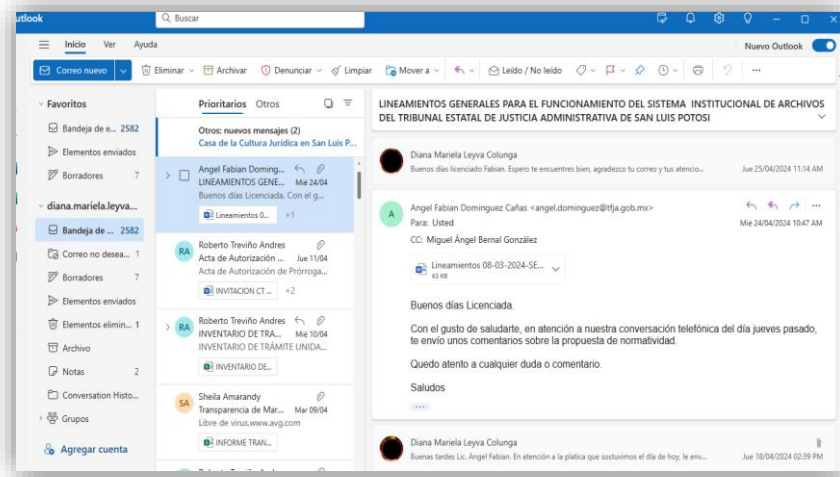 utlook
Buscar
Inicio Ver Ayuda
Nuevo Outlook
Correo nuevo
Eliminar
Archivar
Denunciar
Limpiar
Mover a
Leído / No leído
Favoritos
Bandeja de e... 2582
Elementos enviados
Borradores 7
diana.mariela.leyva...
Bandeja de ... 2582
Correo no desea... 1
Borradores 7
Elementos enviados
Elementos elimin... 1
Archivo
Notas 2
Conversation Histo...
Grupos
Agregar cuenta
Prioritarios Otros
Otros: nuevos mensajes (2)
Casa de la Cultura Jurídica en San Luis P...
Angel Fabian Doming...
LINEAMIENTOS GENE... Mié 24/04
Buenos días Licenciada. Con el g...
Lineamientos 0... +1
RA
Roberto Treviño Andres
Acta de Autorización ... Jue 11/04
Acta de Autorización de Prórroga...
INVITACION CT ... +2
RA
Roberto Treviño Andres
INVENTARIO DE TRA... Mié 10/04
INVENTARIO DE TRÁMITE UNIDA...
INVENTARIO DE...
SA
Sheila Amarandy
Transparencia de Mar... Mar 09/04
Libre de virus.www.avg.com
INFORME TRAN...
LINEAMIENTOS GENERALES PARA EL FUNCIONAMIENTO DEL SISTEMA INSTITUCIONAL DE ARCHIVOS
DEL TRIBUNAL ESTATAL DE JUSTICIA ADMINISTRATIVA DE SAN LUIS POTOSI
Diana Mariela Leyva Colunga
Buenos días licenciado Fabian. Espero te encuentres bien, agradezco tu correo y tus atencio... Jue 25/04/2024 11:14 AM
A
Angel Fabian Dominguez Cañas <angel.dominguez@tfja.gob.mx>
Para: Usted
Mié 24/04/2024 10:47 AM
CC: Miguel Ángel Bernal González
Lineamientos 08-03-2024-SE...
63 KB
Buenos días Licenciada.
Con el gusto de saludarte, en atención a nuestra conversación telefónica del día jueves pasado,
te envío unos comentarios sobre la propuesta de normatividad.
Quedo atento a cualquier duda o comentario.
Saludos
Diana Mariela Leyva Colunga
Buenas tardes Lic. Angel Fabian. En atención a la platica que sostuvimos el día de hoy, le env... Jue 18/04/2024 02:39 PM